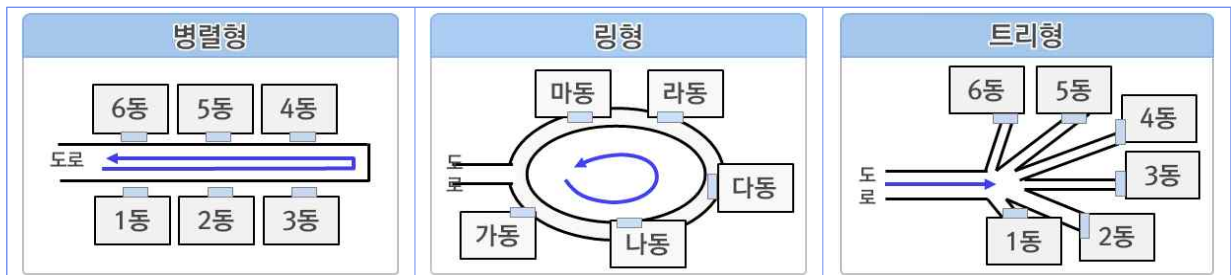 병렬형
6동 5동 4동
도로
1동 2동 3동
링형
마동 라동
도
로
다동
가동
나동
트리형
6동 5동
4동
도
로
3동
1동 2동